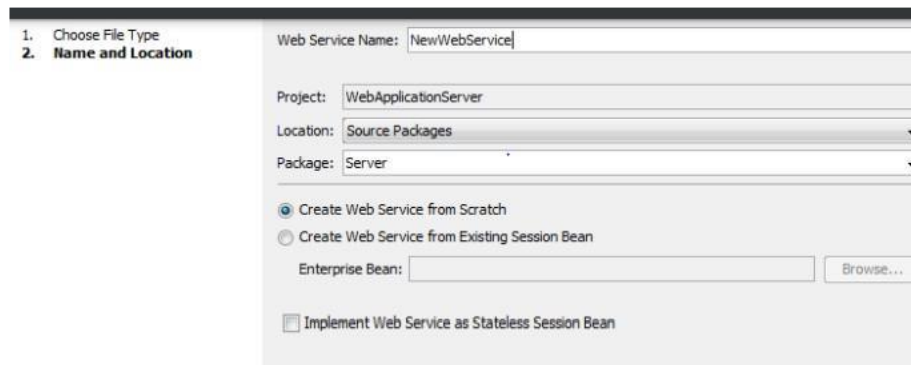 1. Choose File Type
2. Name and Location
Web Service Name: NewWebService
Project: WebApplicationServer
Location: Source Packages
Package: Server
Create Web Service from Scratch
Create Web Service from Existing Session Bean
Enterprise Bean: Browse...
Implement Web Service as Stateless Session Bean